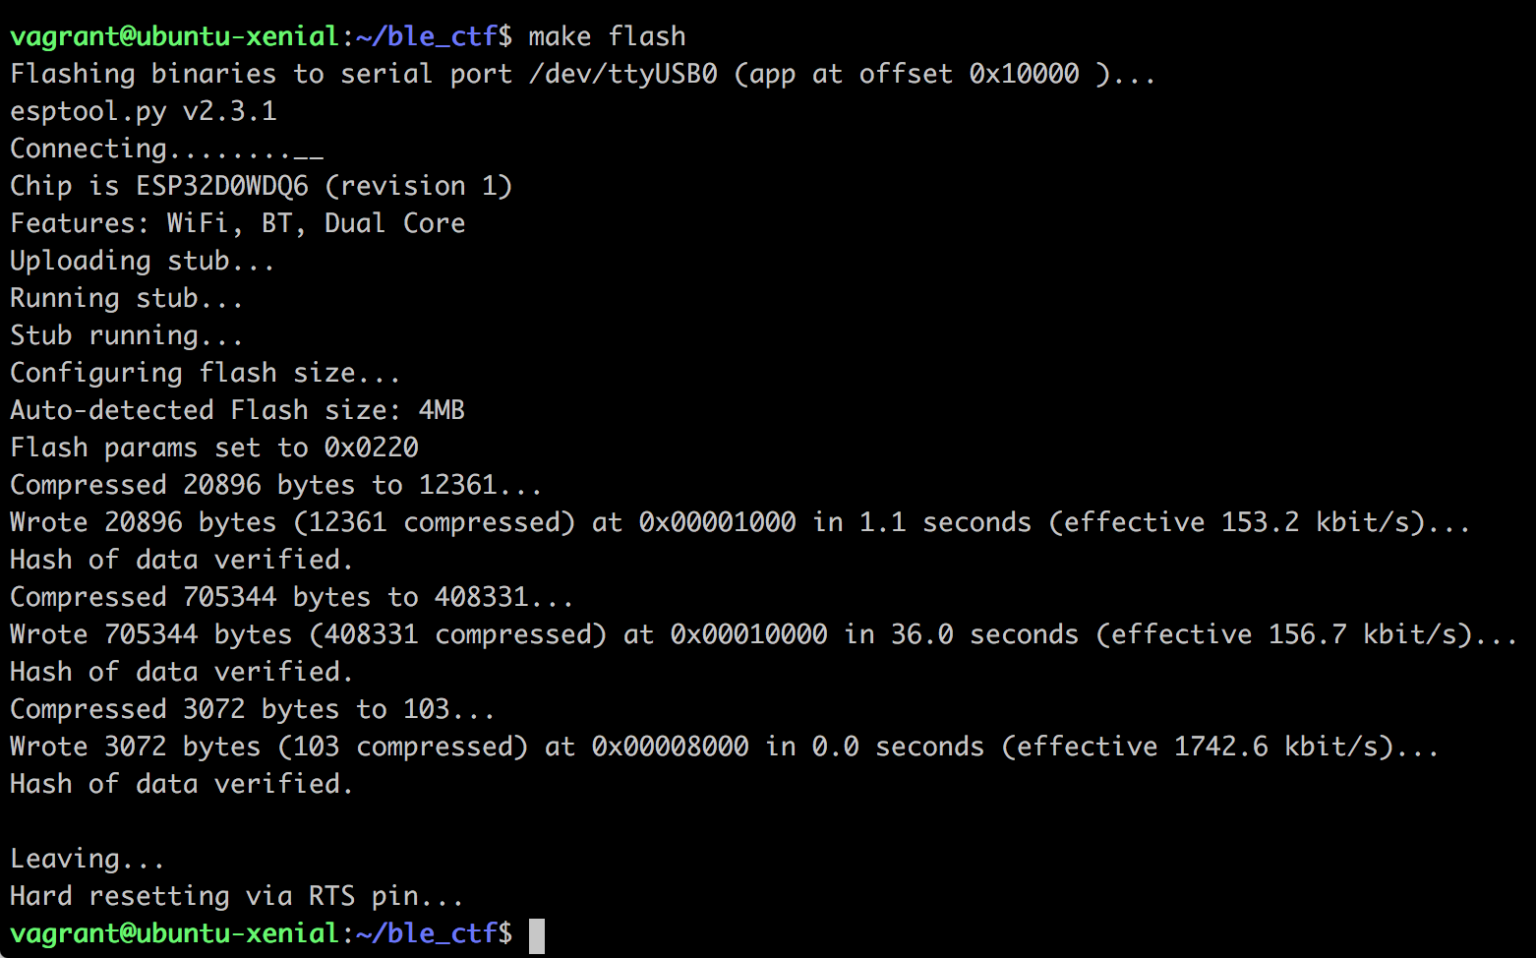 vagrant@ubuntu-xenial:~/ble_ctf$ make flash
Flashing binaries to serial port /dev/ttyUSB0 (app at offset 0x10000 )...
esptool.py v2.3.1
Connecting........__
Chip is ESP32D0WDQ6 (revision 1)
Features: WiFi, BT, Dual Core
Uploading stub...
Running stub...
Stub running...
Configuring flash size...
Auto-detected Flash size: 4MB
Flash params set to 0x0220
Compressed 20896 bytes to 12361...
Wrote 20896 bytes (12361 compressed) at 0x00001000 in 1.1 seconds (effective 153.2 kbit/s)...
Hash of data verified.
Compressed 705344 bytes to 408331...
Wrote 705344 bytes (408331 compressed) at 0x00010000 in 36.0 seconds (effective 156.7 kbit/s)...
Hash of data verified.
Compressed 3072 bytes to 103...
Wrote 3072 bytes (103 compressed) at 0x00008000 in 0.0 seconds (effective 1742.6 kbit/s)...
Hash of data verified.
Leaving...
Hard resetting via RTS pin...
vagrant@ubuntu-xenial:~/ble_ctf$